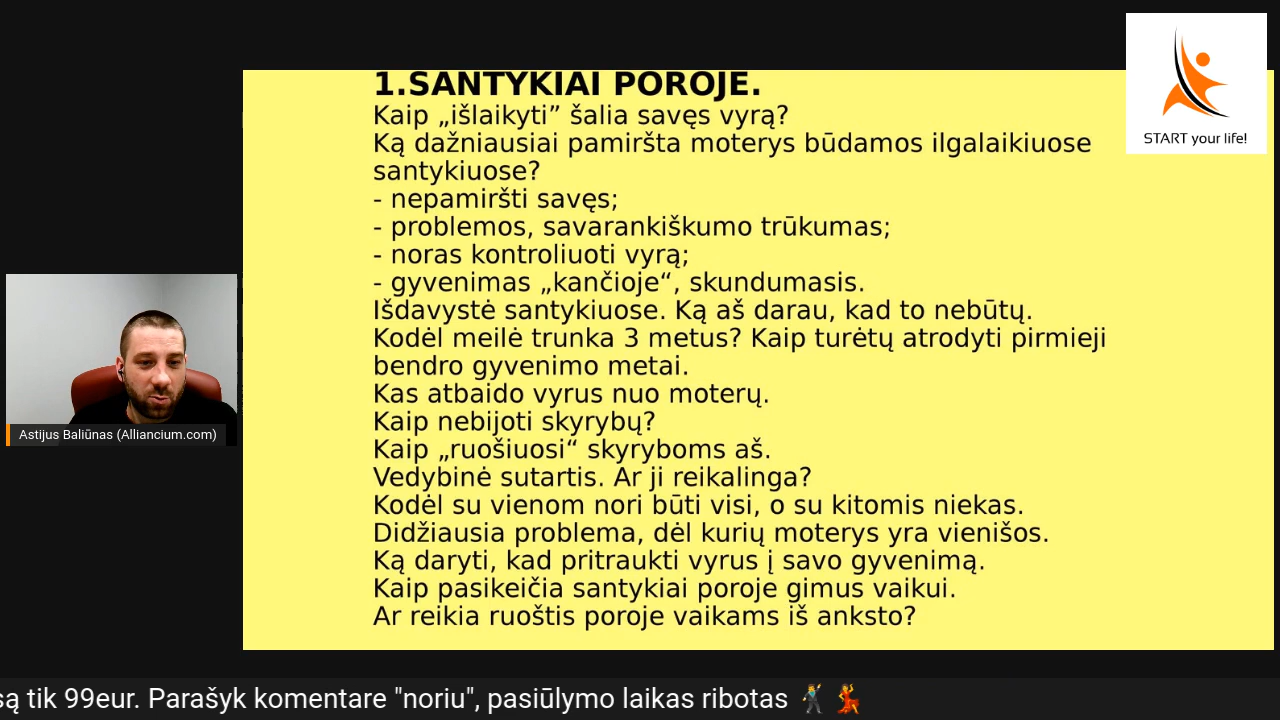 1.SANTYKIAI POROJE.
Kaip „išlaikyti” šalia savęs vyrą?
Ką dažniausiai pamiršta moterys būdamos ilgalaikiuose
santykiuose?
- nepamiršti savęs;
- problemos, savarankiškumo trūkumas;
- noras kontroliuoti vyrą;
- gyvenimas „kančioje“, skundumasis.
Išdavystė santykiuose. Ką aš darau, kad to nebūtų.
Kodėl meilė trunka 3 metus? Kaip turėtų atrodyti pirmieji
bendro gyvenimo metai.
Kas atbaido vyrus nuo moterų.
Kaip nebijoti skyrybų?
Kaip „ruošiuosi“ skyryboms aš.
Vedybinė sutartis. Ar ji reikalinga?
Kodėl su vienom nori būti visi, o su kitomis niekas.
Didžiausia problema, dėl kurių moterys yra vienišos.
Ką daryti, kad pritraukti vyrus į savo gyvenimą.
Kaip pasikeičia santykiai poroje gimus vaikui.
Ar reikia ruoštis poroje vaikams iš anksto?
START your life!
Astijus Baliūnas (Alliancium.com)
są tik 99eur. Parašyk komentare "noriu", pasiūlymo laikas ribotas 🕺 💃